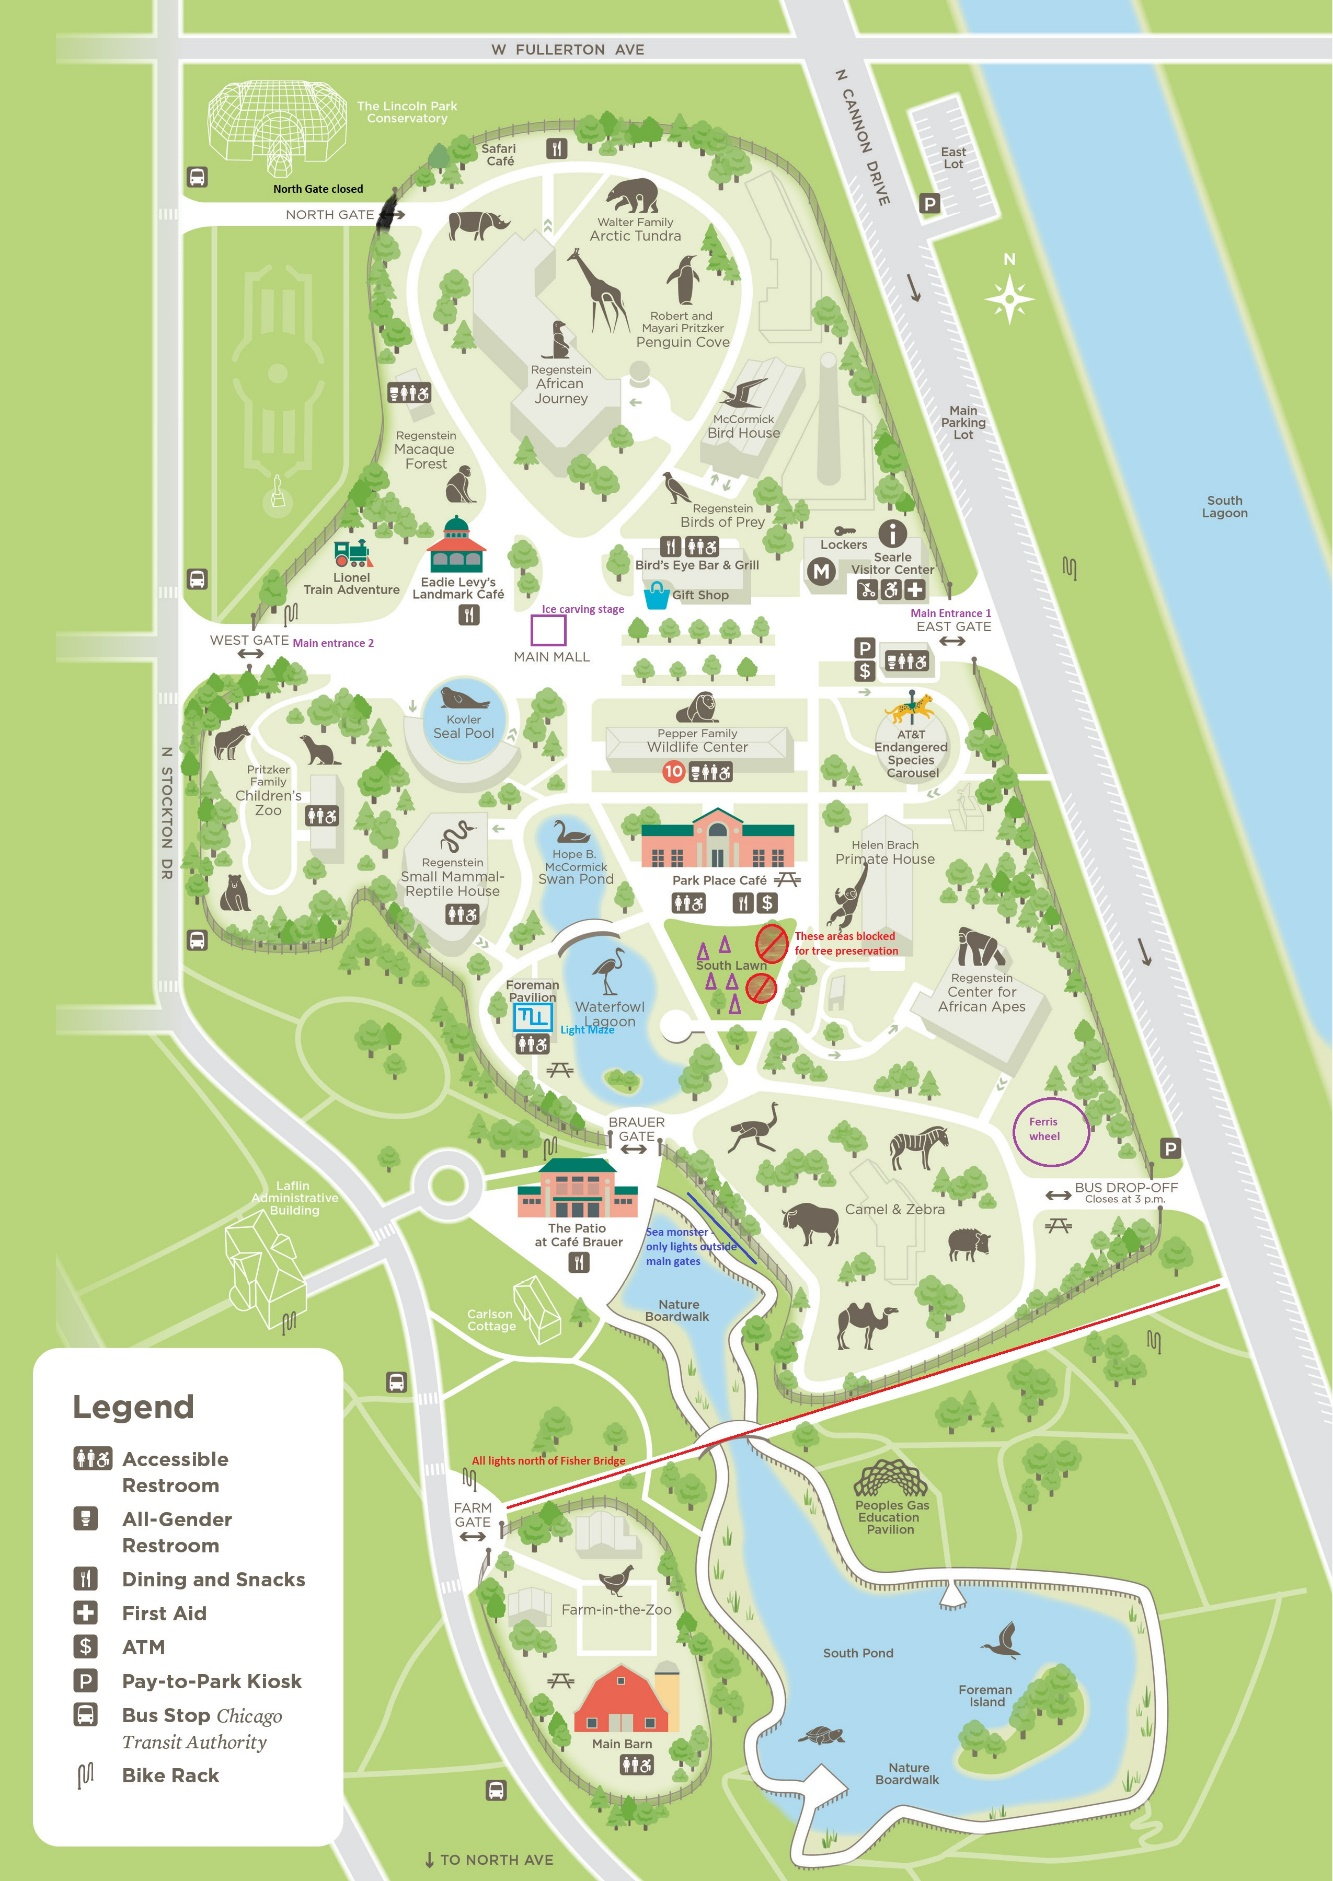 W FULLERTON AVE
N CANNON DRIVE
The Lincoln Park
Conservatory
East
Lot
P
Safari
Café
North Gate closed
NORTH GATE
Walter Family
Arctic Tundra
N
Robert and
Mayari Pritzker
Penguin Cove
Regenstein
African
Journey
McCormick
Bird House
Main
Parking
Lot
Regenstein
Macaque
Forest
South
Lagoon
Regenstein
Birds of Prey
Lockers
i
Searle
Visitor Center
M
Bird's Eye Bar & Grill
Gift Shop
Lionel
Train Adventure
Eadie Levy's
Landmark Café
Ice carving stage
MAIN MALL
Main Entrance 1
EAST GATE
WEST GATE
Main entrance 2
P
$
Kovler
Seal Pool
Pepper Family
Wildlife Center
10
AT&T
Endangered
Species
Carousel
N STOCKTON DR
Pritzker
Family
Children's
Zoo
Regenstein
Small Mammal-
Reptile House
Hope B.
McCormick
Swan Pond
Park Place Café
$
Helen Brach
Primate House
These areas blocked
for tree preservation
South Lawn
Regenstein
Center for
African Apes
Foreman
Pavilion
Waterfowl
Lagoon
Light Maze
BRAUER
GATE
Ferris
wheel
P
BUS DROP-OFF
Closes at 3 p.m.
Laflin
Administrative
Building
The Patio
at Café Brauer
Camel & Zebra
Sea monster -
only lights outside
main gates
Nature
Boardwalk
Carlson
Cottage
All lights north of Fisher Bridge
FARM
GATE
Peoples Gas
Education
Pavilion
Farm-in-the-Zoo
South Pond
Foreman
Island
Main Barn
Nature
Boardwalk
TO NORTH AVE
Legend
Accessible
Restroom
All-Gender
Restroom
Dining and Snacks
First Aid
$ ATM
P Pay-to-Park Kiosk
Bus Stop Chicago
Transit Authority
Bike Rack